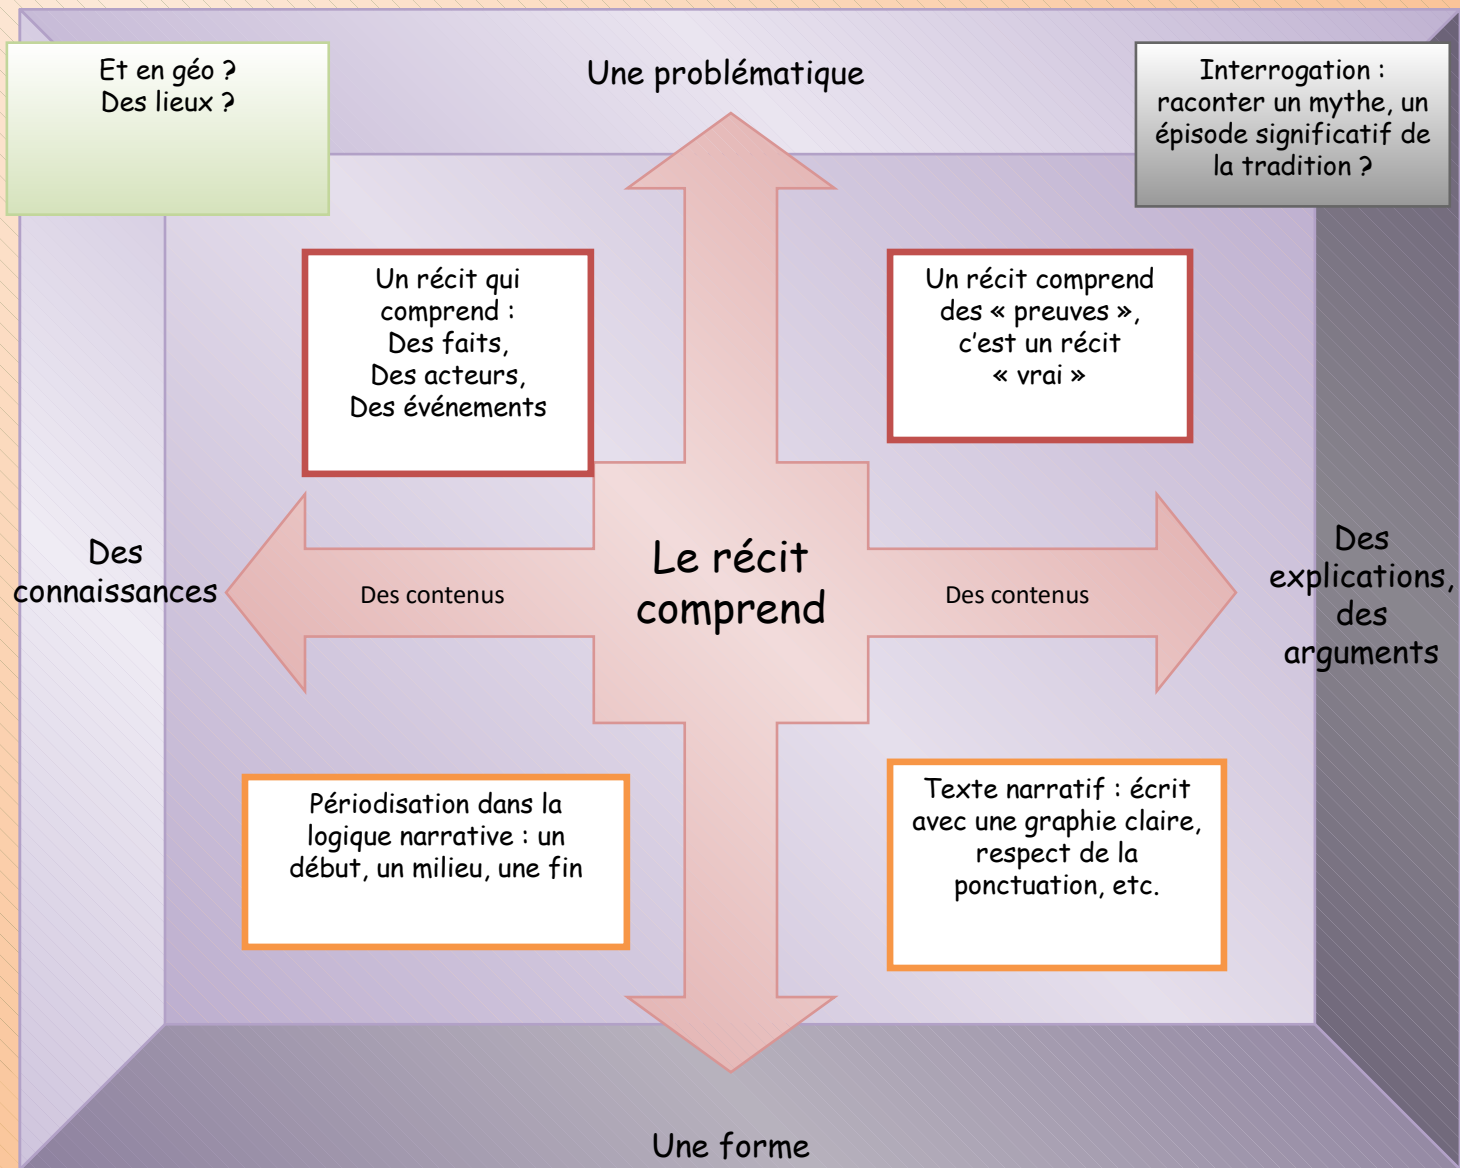 Et en géo ?
Des lieux ?
Une problématique
Interrogation :
raconter un mythe, un
épisode significatif de
la tradition ?
Un récit qui
comprend :
Des faits,
Des acteurs,
Des événements
Un récit comprend
des « preuves »,
c’est un récit
« vrai »
Des
connaissances
Des contenus
Le récit
comprend
Des contenus
Des
explications,
des
arguments
Périodisation dans la
logique narrative : un
début, un milieu, une fin
Texte narratif : écrit
avec une graphie claire,
respect de la
ponctuation, etc.
Une forme